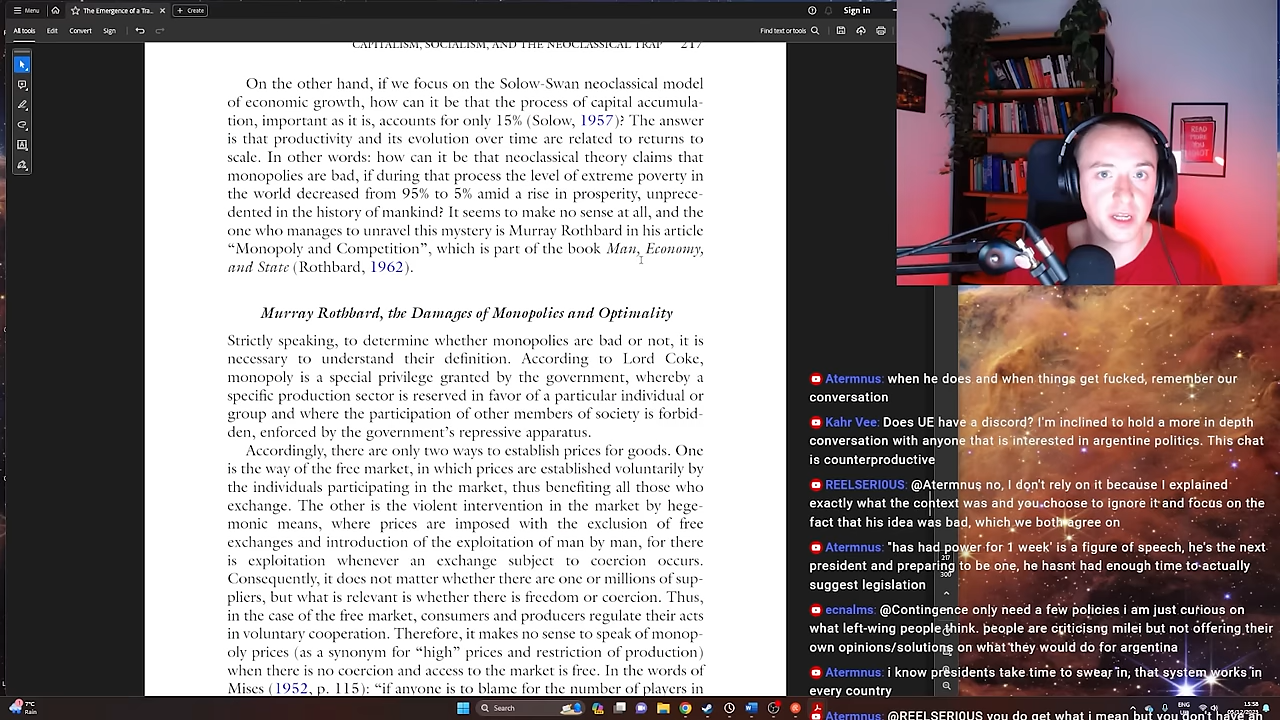 Menu
The Emergence of a Tra...
Create
Sign in
All tools Edit Convert Sign
Find text or tools
CAPITALISM, SOCIALISM, AND THE NEOCLASSICAL TRAP 217
On the other hand, if we focus on the Solow-Swan neoclassical model
of economic growth, how can it be that the process of capital accumula-
tion, important as it is, accounts for only 15% (Solow, 1957)? The answer
is that productivity and its evolution over time are related to returns to
scale. In other words: how can it be that neoclassical theory claims that
monopolies are bad, if during that process the level of extreme poverty in
the world decreased from 95% to 5% amid a rise in prosperity, unprece-
dented in the history of mankind? It seems to make no sense at all, and the
one who manages to unravel this mystery is Murray Rothbard in his article
“Monopoly and Competition”, which is part of the book Man, Economy,
and State (Rothbard, 1962).
Murray Rothbard, the Damages of Monopolies and Optimality
Strictly speaking, to determine whether monopolies are bad or not, it is
necessary to understand their definition. According to Lord Coke,
monopoly is a special privilege granted by the government, whereby a
specific production sector is reserved in favor of a particular individual or
group and where the participation of other members of society is forbid-
den, enforced by the government’s repressive apparatus.
Accordingly, there are only two ways to establish prices for goods. One
is the way of the free market, in which prices are established voluntarily by
the individuals participating in the market, thus benefiting all those who
exchange. The other is the violent intervention in the market by hege-
monic means, where prices are imposed with the exclusion of free
exchanges and introduction of the exploitation of man by man, for there
is exploitation whenever an exchange subject to coercion occurs.
Consequently, it does not matter whether there are one or millions of sup-
pliers, but what is relevant is whether there is freedom or coercion. Thus,
in the case of the free market, consumers and producers regulate their acts
in voluntary cooperation. Therefore, it makes no sense to speak of monop-
oly prices (as a synonym for “high” prices and restriction of production)
when there is no coercion and access to the market is free. In the words of
Mises (1952, p. 115): “if anyone is to blame for the number of players in
Atermnus: when he does and when things get fucked, remember our
conversation
Kahr Vee: Does UE have a discord? I'm inclined to hold a more in depth
conversation with anyone that is interested in argentine politics. This chat
is counterproductive
REELSERI0US: @Atermnus no, I don't rely on it because I explained
exactly what the context was and you choose to ignore it and focus on the
fact that his idea was bad, which we both agree on
Atermnus: "has had power for 1 week' is a figure of speech, he's the next
president and preparing to be one, he hasnt had enough time to actually
suggest legislation
ecnalms: @Contingence only need a few policies i am just curious on
what left-wing people think. people are criticisng milei but not offering their
own opinions/solutions on what they would do for argentina
Atermnus: i know presidents take time to swear in, that system works in
every country
Atermnus: @REELSERI0US you do get what i mean but you
217
300
7°C
Rain
Search
ENG
15:58